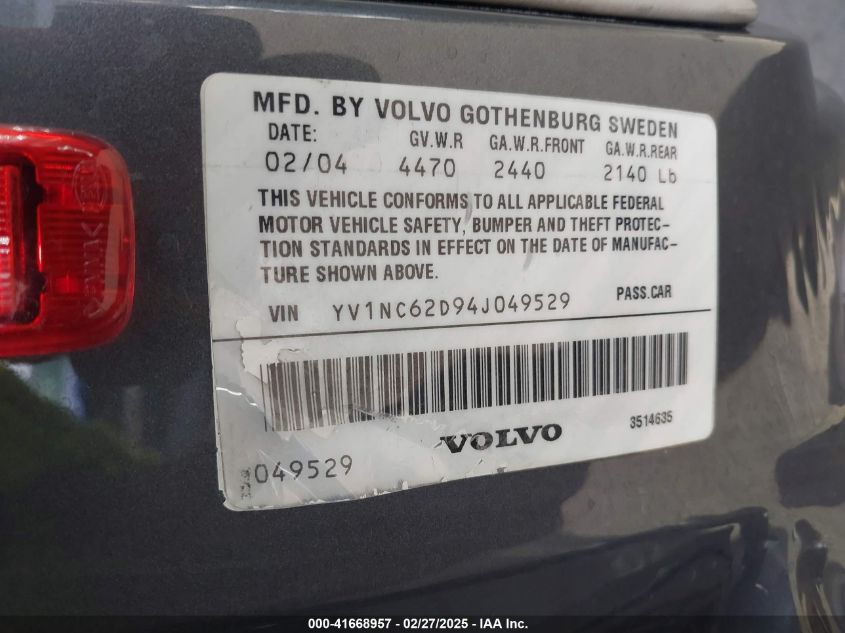 MFD. BY VOLVO GOTHENBURG SWEDEN
DATE: GV.W.R GA.W.R.FRONT GA.W.R.REAR
02/04 4470 2440 2140 Lb
THIS VEHICLE CONFORMS TO ALL APPLICABLE FEDERAL
MOTOR VEHICLE SAFETY, BUMPER AND THEFT PROTEC-
TION STANDARDS IN EFFECT ON THE DATE OF MANUFAC-
TURE SHOWN ABOVE.
VIN YV1NC62D94J049529 PASS.CAR
VOLVO 3514635
049529
000-41668957 - 02/27/2025 - IAA Inc.